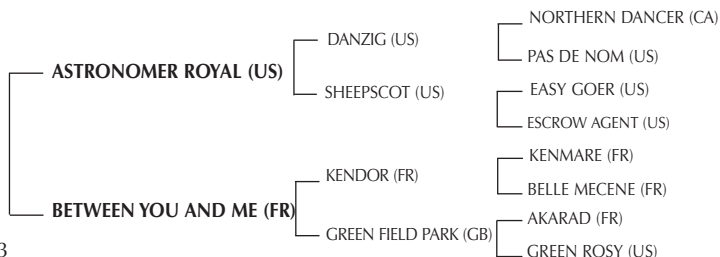 NORTHERN DANCER (CA)
DANZIG (US)
PAS DE NOM (US)
ASTRONOMER ROYAL (US)
SHEEPSCOT (US)
EASY GOER (US)
ESCROW AGENT (US)
KENMARE (FR)
KENDOR (FR)
BELLE MECENE (FR)
BETWEEN YOU AND ME (FR)
AKARAD (FR)
GREEN FIELD PARK (GB)
GREEN ROSY (US)
3